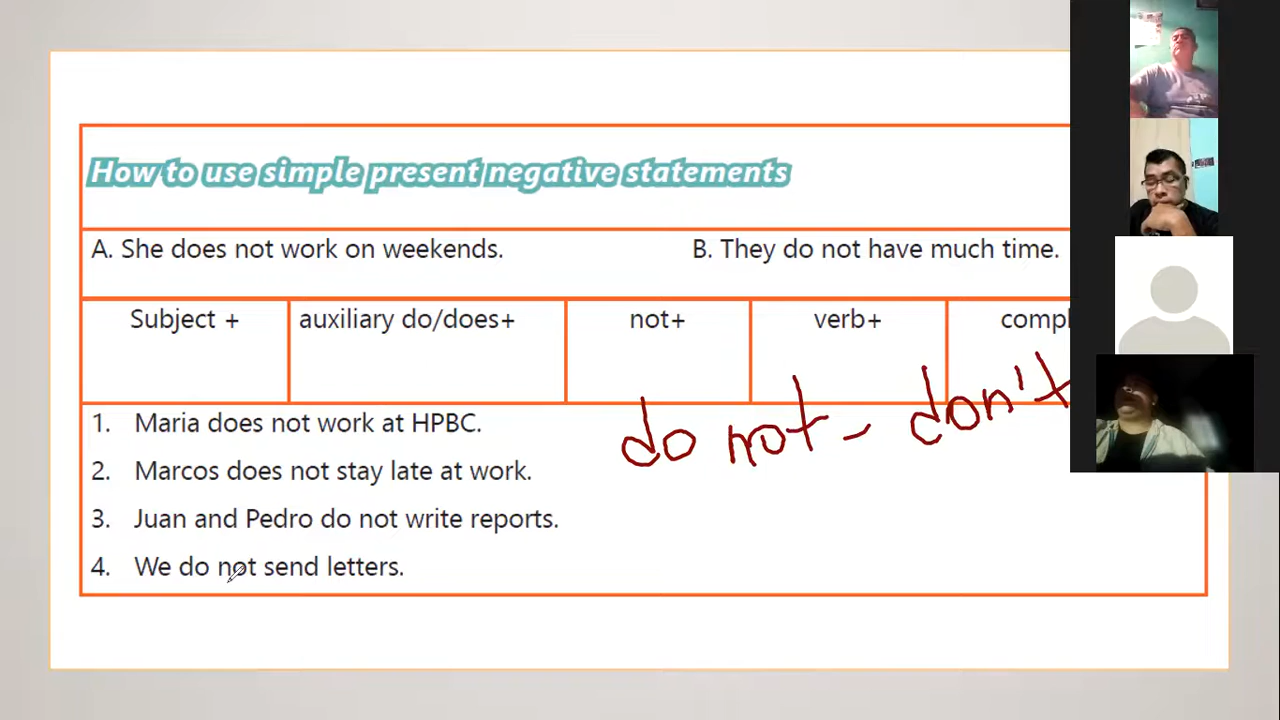 How to use simple present negative statements
A. She does not work on weekends. B. They do not have much time.
Subject + auxiliary do/does+ not+ verb+ compl
do not - don't
1. Maria does not work at HPBC.
2. Marcos does not stay late at work.
3. Juan and Pedro do not write reports.
4. We do not send letters.